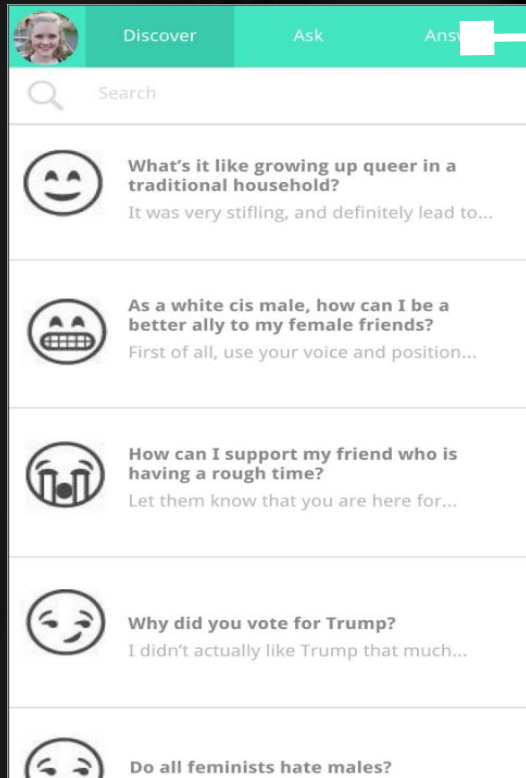 Discover Ask
Search
What's it like growing up queer in a
traditional household?
It was very stifling, and definitely lead to...
As a white cis male, how can I be a
better ally to my female friends?
First of all, use your voice and position...
How can I support my friend who is
having a rough time?
Let them know that you are here for...
Why did you vote for Trump?
I didn't actually like Trump that much...
Do all feminists hate males?